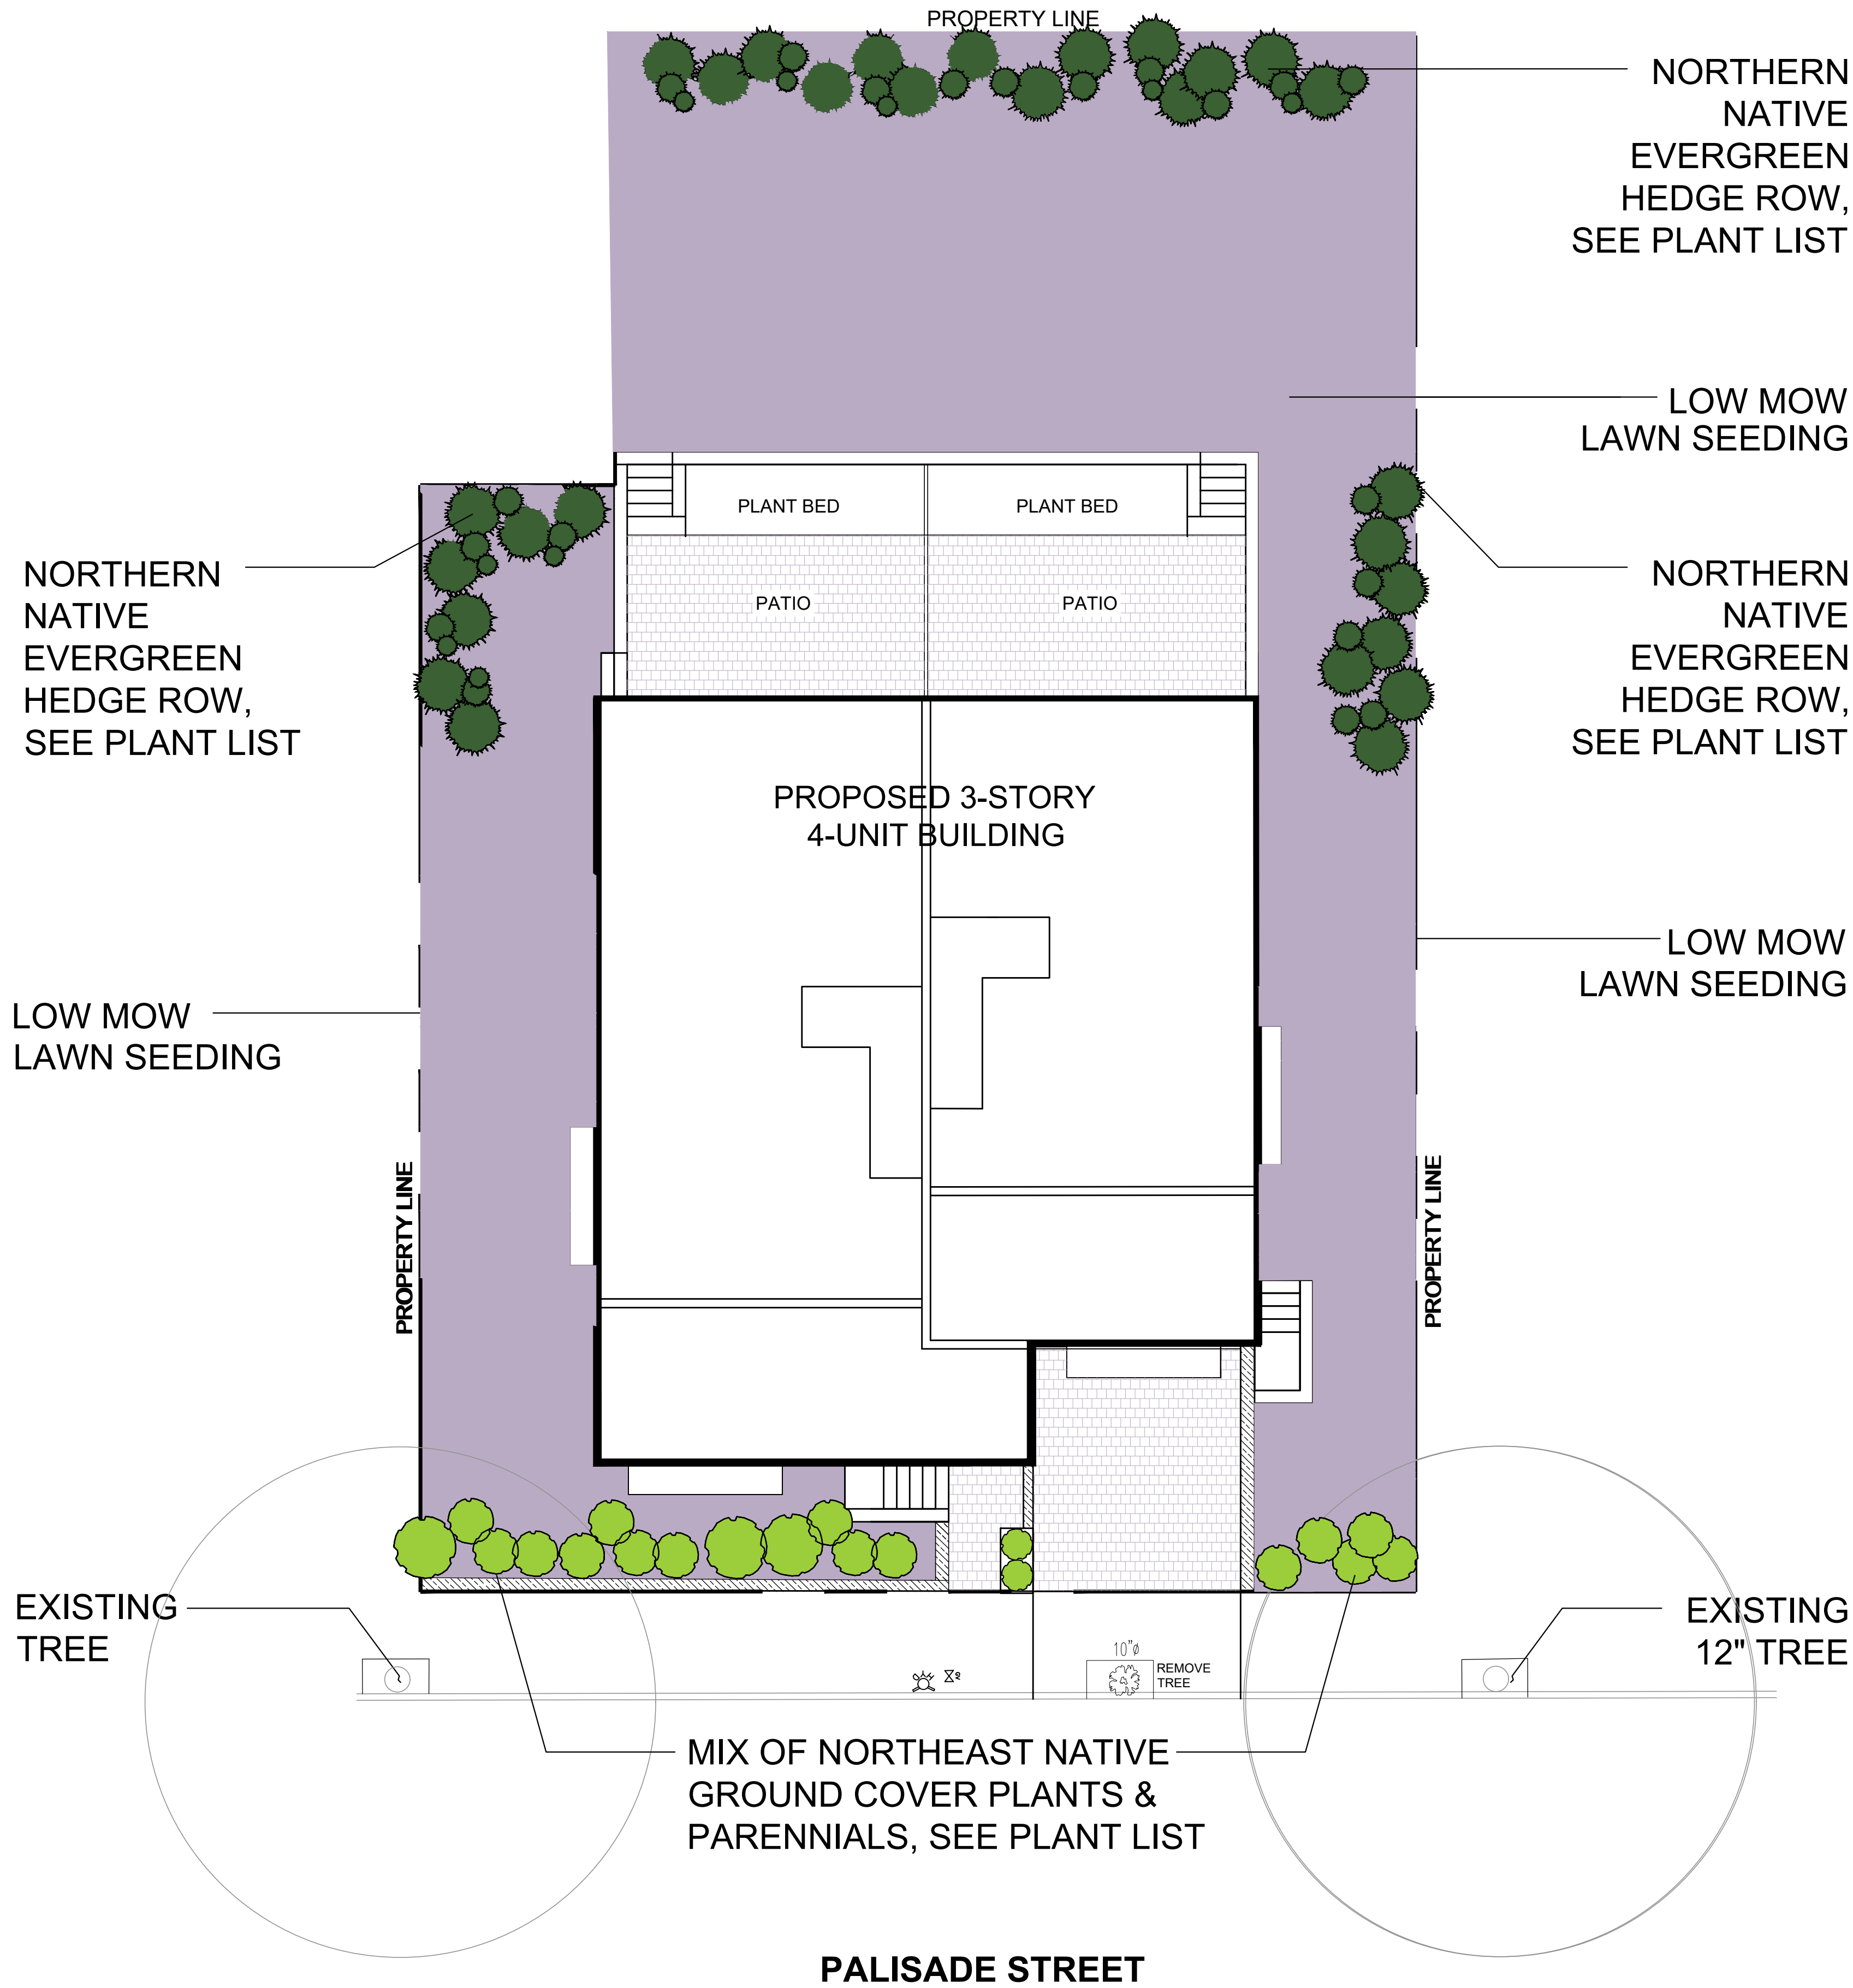 PROPERTY LINE
NORTHERN
NATIVE
EVERGREEN
HEDGE ROW,
SEE PLANT LIST
LOW MOW
LAWN SEEDING
PLANT BED
PLANT BED
NORTHERN
NATIVE
EVERGREEN
HEDGE ROW,
SEE PLANT LIST
PATIO
PATIO
NORTHERN
NATIVE
EVERGREEN
HEDGE ROW,
SEE PLANT LIST
PROPOSED 3-STORY
4-UNIT BUILDING
LOW MOW
LAWN SEEDING
LOW MOW
LAWN SEEDING
PROPERTY LINE
PROPERTY LINE
EXISTING
TREE
10"ø
REMOVE
TREE
EXISTING
12" TREE
MIX OF NORTHEAST NATIVE
GROUND COVER PLANTS &
PARENNIALS, SEE PLANT LIST
PALISADE STREET